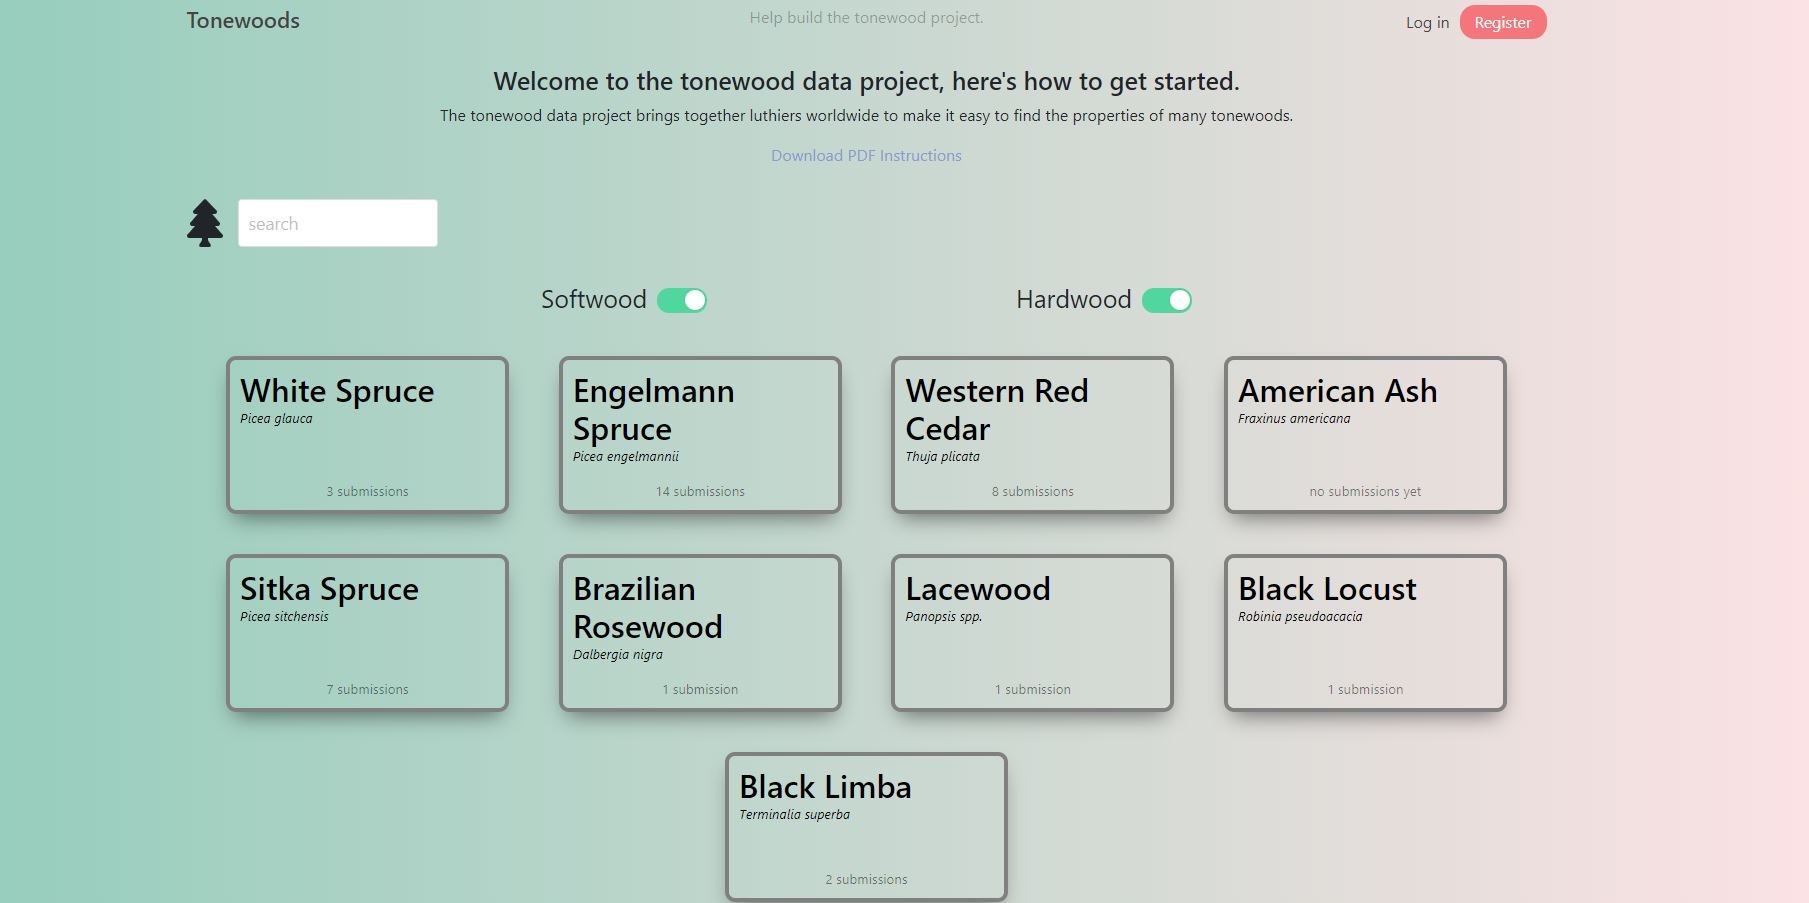 Tonewoods
Help build the tonewood project.
Log in
Register
Welcome to the tonewood data project, here's how to get started.
The tonewood data project brings together luthiers worldwide to make it easy to find the properties of many tonewoods.
Download PDF Instructions
search
Softwood
Hardwood
White Spruce
Picea glauca
3 submissions
Engelmann
Spruce
Picea engelmannii
14 submissions
Western Red
Cedar
Thuja plicata
8 submissions
American Ash
Fraxinus americana
no submissions yet
Sitka Spruce
Picea sitchensis
7 submissions
Brazilian
Rosewood
Dalbergia nigra
1 submission
Lacewood
Panopsis spp.
1 submission
Black Locust
Robinia pseudoacacia
1 submission
Black Limba
Terminalia superba
2 submissions